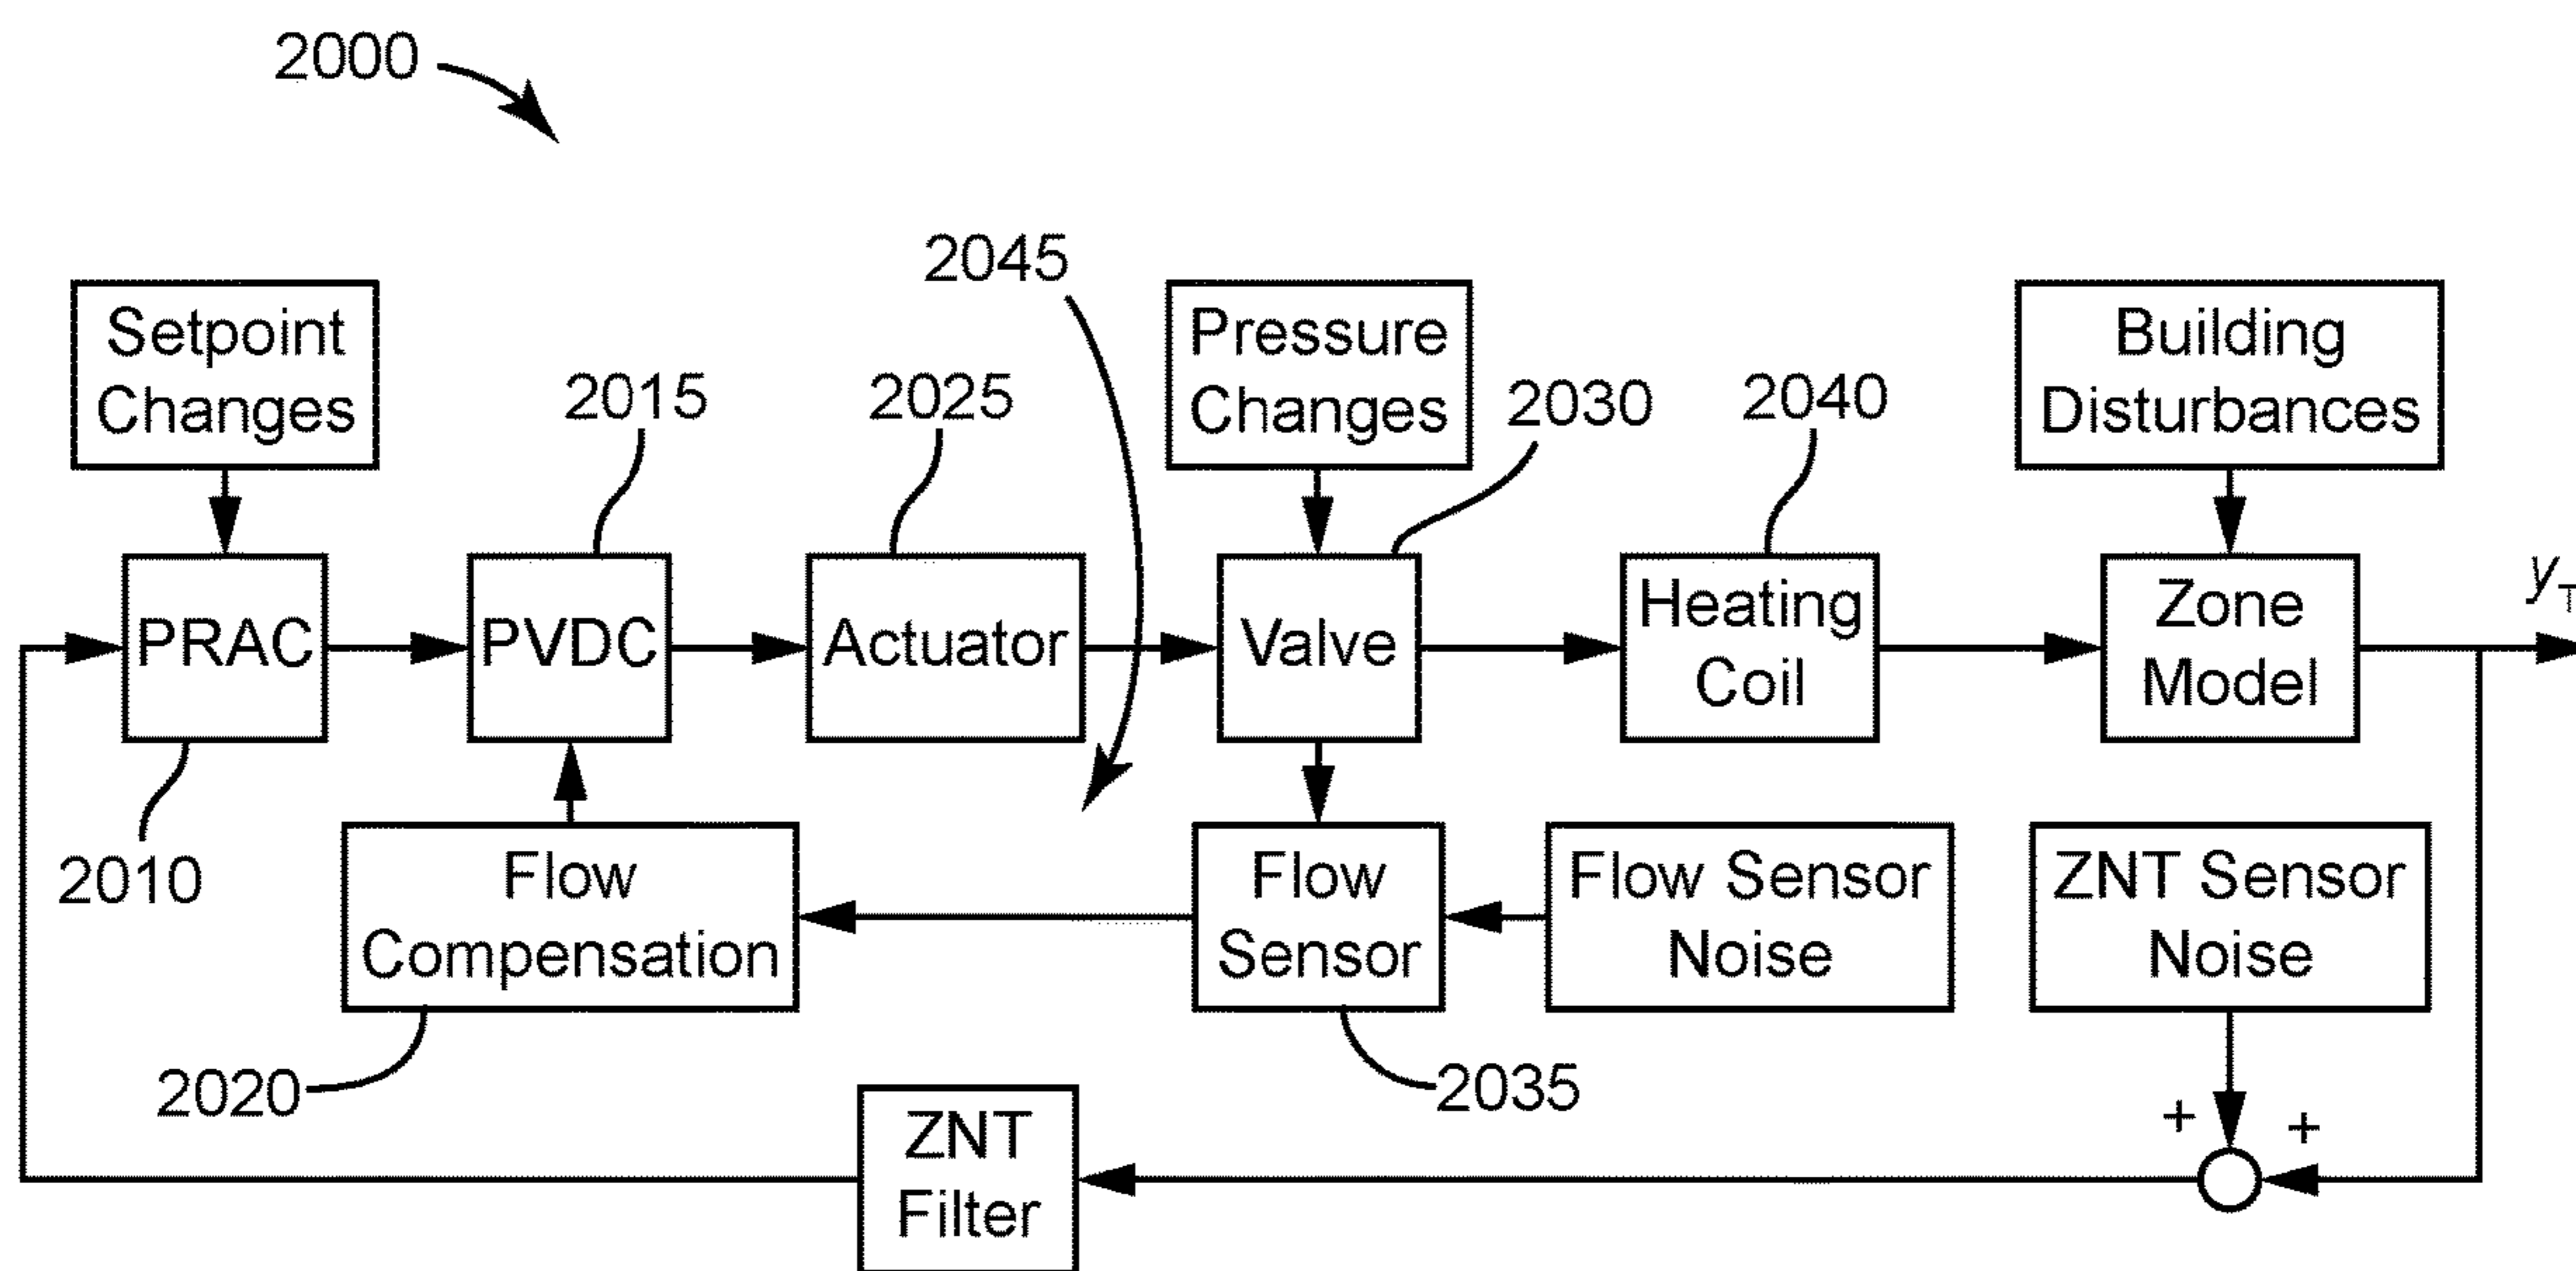 2000
2045
Setpoint
Changes
Pressure
Changes
Building
Disturbances
2015
2025
2030
2040
PRAC
PVDC
Actuator
Valve
Heating
Coil
Zone
Model
yT
2010
Flow
Compensation
Flow
Sensor
Flow Sensor
Noise
ZNT Sensor
Noise
2020
2035
ZNT
Filter
+
+